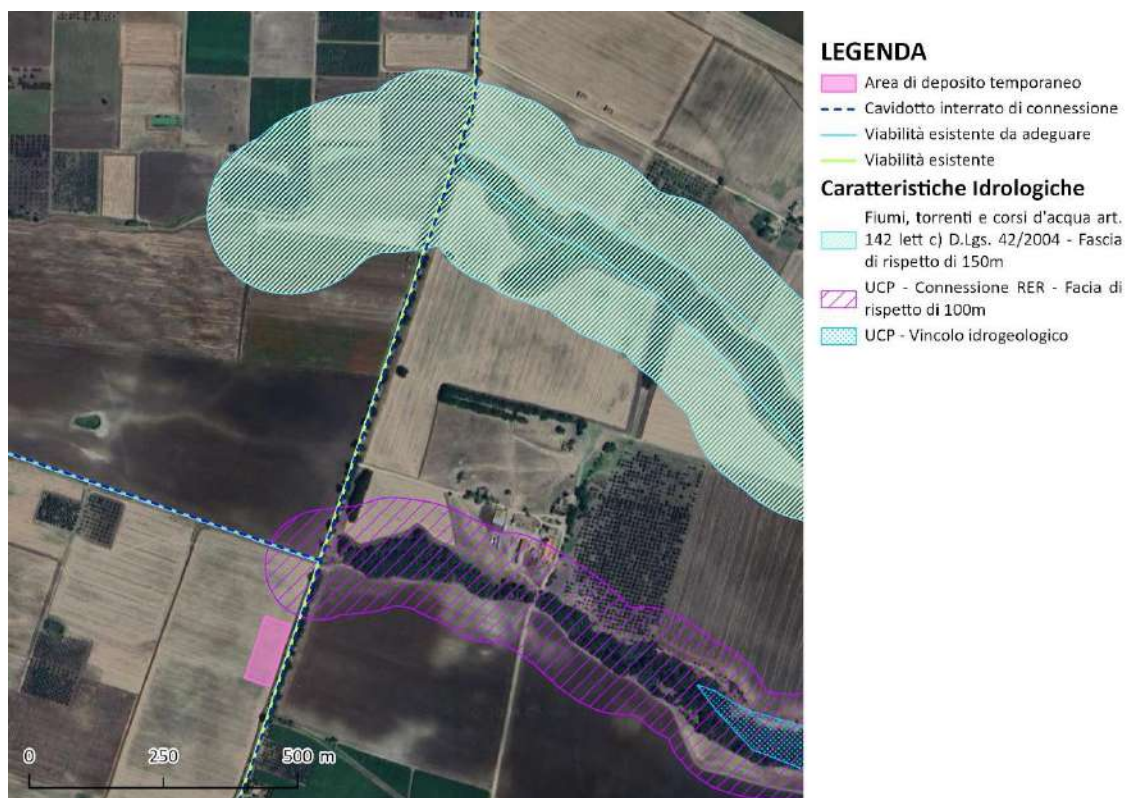 LEGENDA
Area di deposito temporaneo
Cavidotto interrato di connessione
Viabilità esistente da adeguare
Viabilità esistente
Caratteristiche Idrologiche
Fiumi, torrenti e corsi d'acqua art.
142 lett c) D.Lgs. 42/2004 - Fascia
di rispetto di 150m
UCP - Connessione RER - Facia di
rispetto di 100m
UCP - Vincolo idrogeologico
0 250 500 m